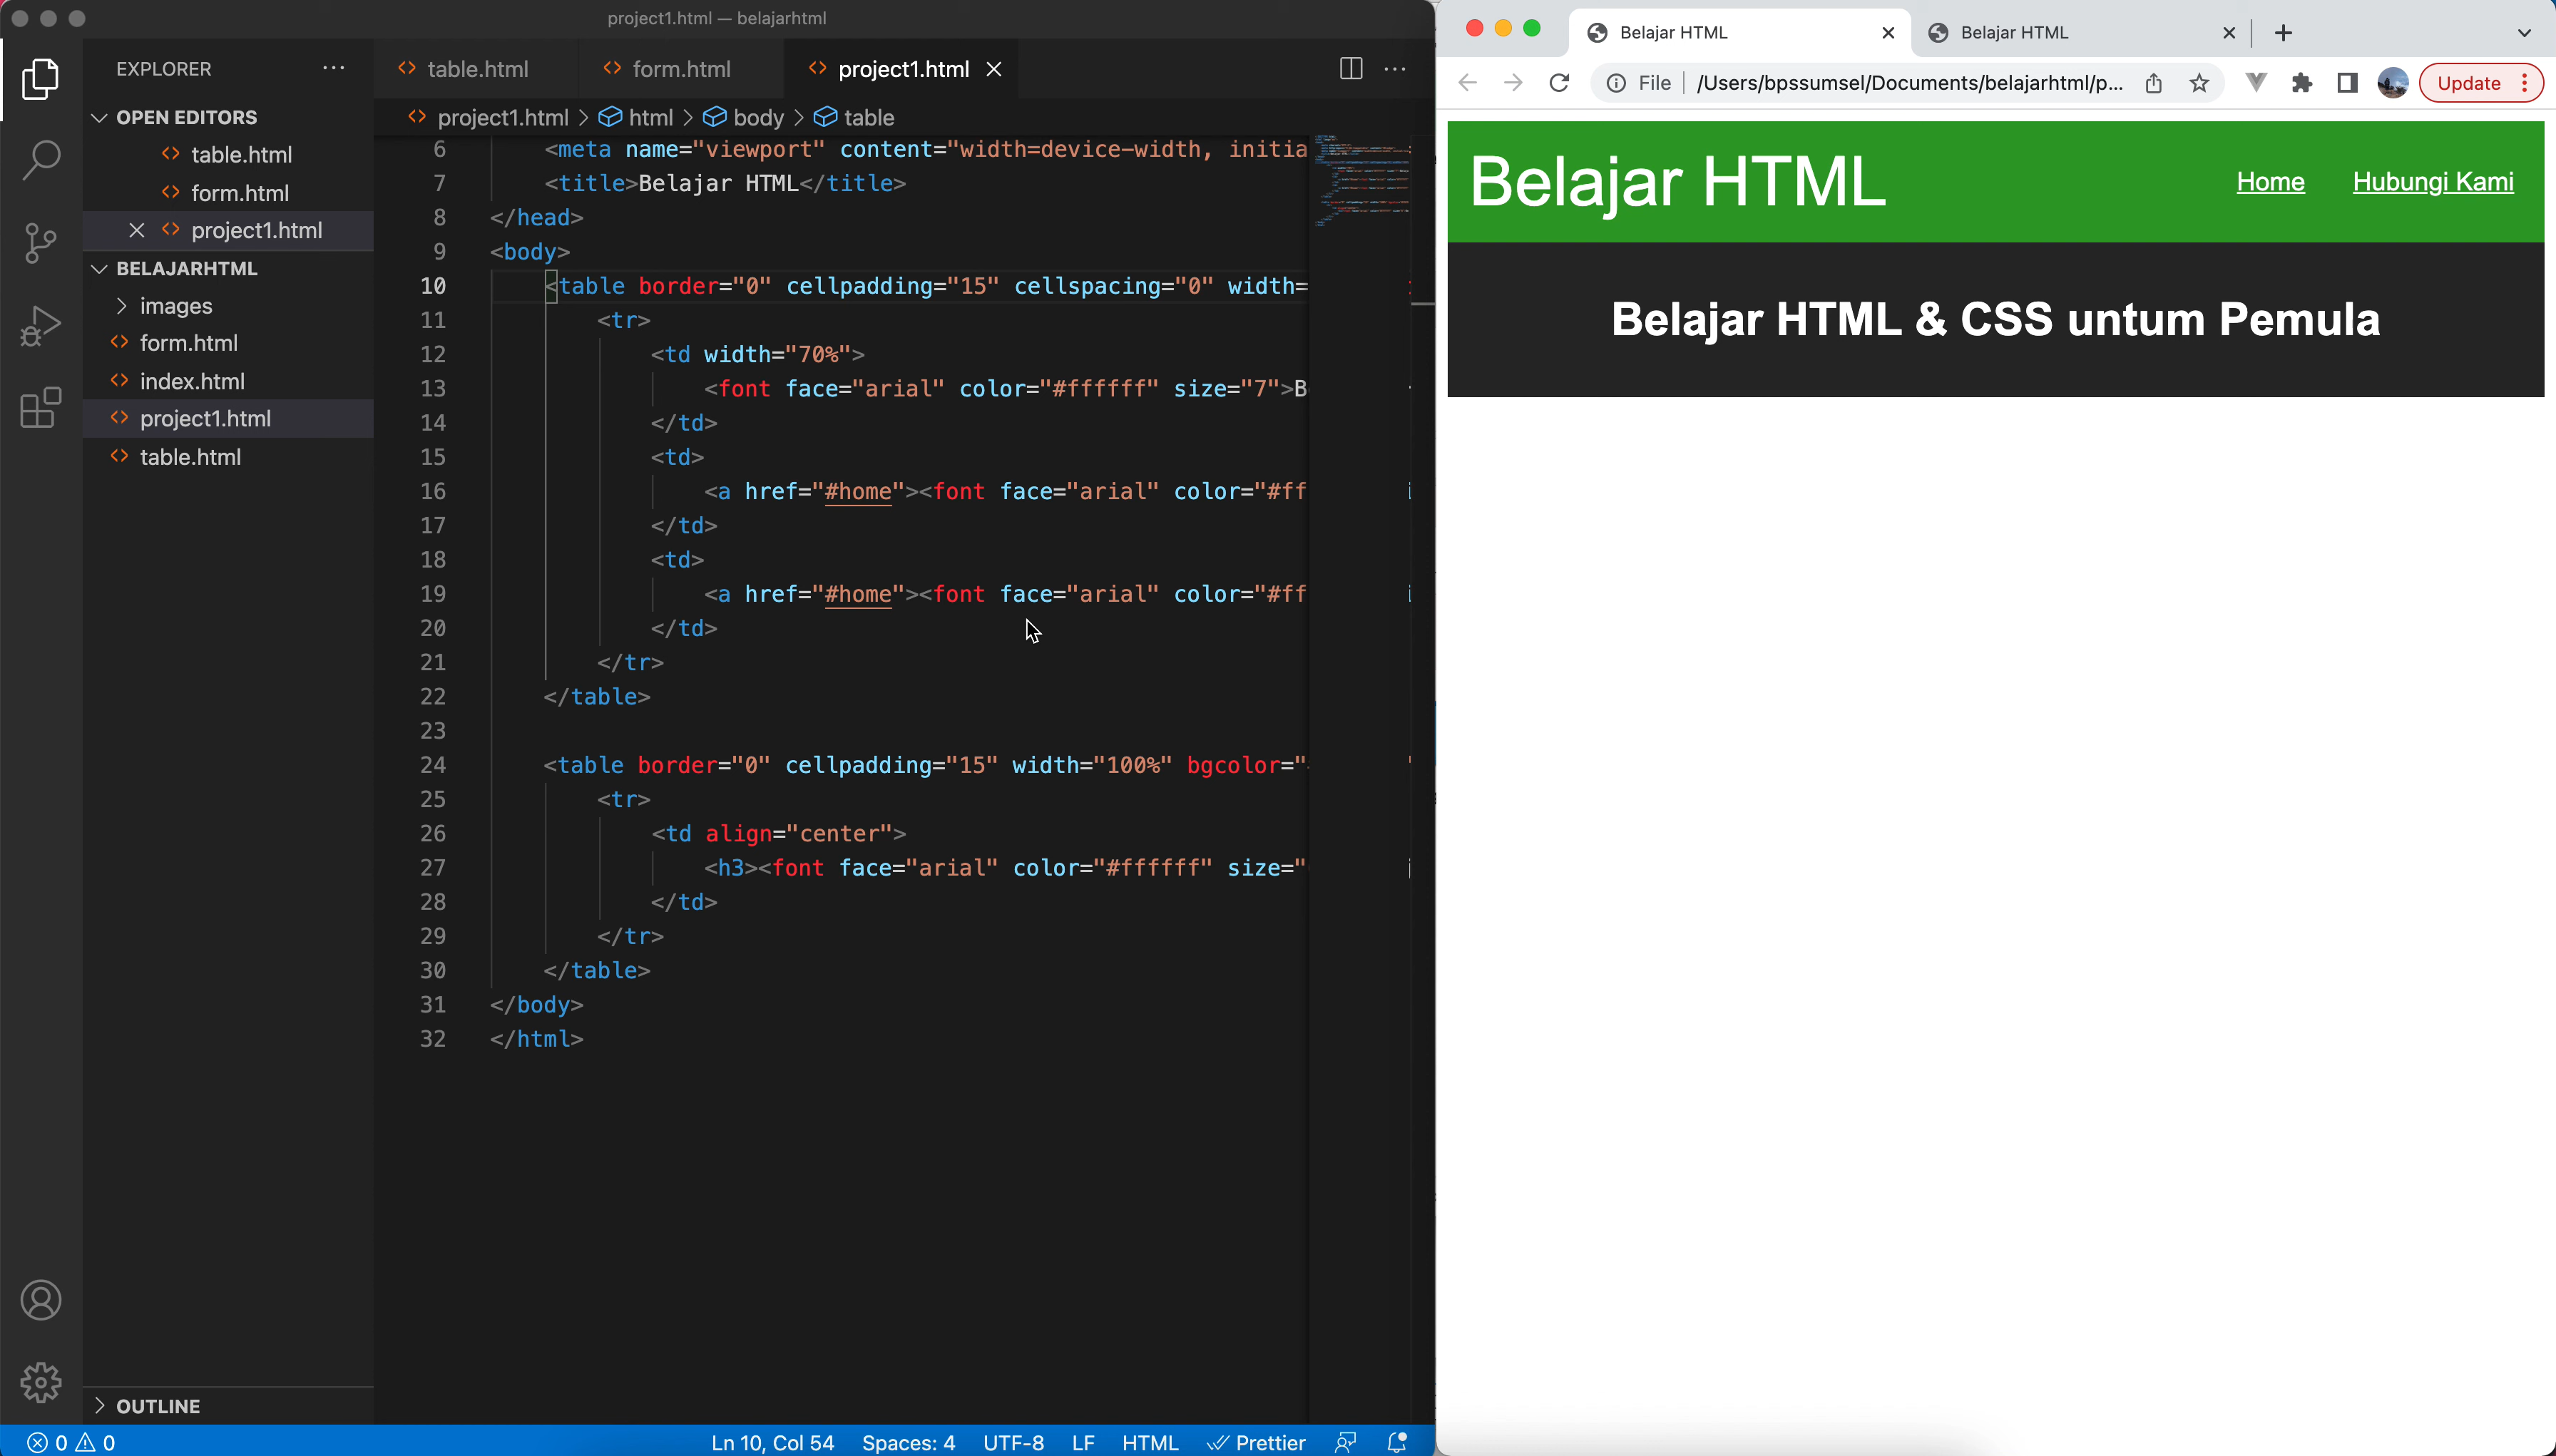 project1.html — belajarhtml
EXPLORER
OPEN EDITORS
table.html
form.html
project1.html
BELAJARHTML
images
form.html
index.html
project1.html
table.html
OUTLINE
table.html
form.html
project1.html
project1.html > html > body > table
6 <meta name="viewport" content="width=device-width, initia
7 <title>Belajar HTML</title>
8 </head>
9 <body>
10 <table border="0" cellpadding="15" cellspacing="0" width=
11 <tr>
12 <td width="70%">
13 <font face="arial" color="#ffffff" size="7">B
14 </td>
15 <td>
16 <a href="#home"><font face="arial" color="#ff
17 </td>
18 <td>
19 <a href="#home"><font face="arial" color="#ff
20 </td>
21 </tr>
22 </table>
23
24 <table border="0" cellpadding="15" width="100%" bgcolor="
25 <tr>
26 <td align="center">
27 <h3><font face="arial" color="#ffffff" size="
28 </td>
29 </tr>
30 </table>
31 </body>
32 </html>
0 0
Ln 10, Col 54 Spaces: 4 UTF-8 LF HTML Prettier
Belajar HTML
Belajar HTML
File /Users/bpssumsel/Documents/belajarhtml/p...
Update
Belajar HTML
Home Hubungi Kami
Belajar HTML & CSS untum Pemula